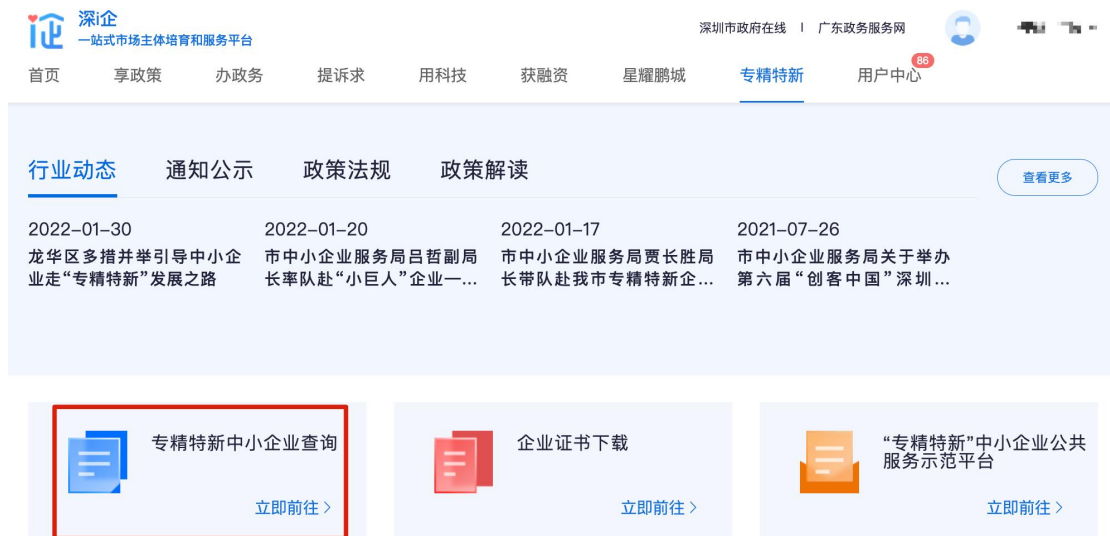 深i企
一站式市场主体培育和服务平台
深圳市政府在线 | 广东政务服务网
首页 享政策 办政务 提诉求 用科技 获融资 星耀鹏城 专精特新 用户中心 86
行业动态 通知公示 政策法规 政策解读
查看更多
2022-01-30 2022-01-20 2022-01-17 2021-07-26
龙华区多措并举引导中小企 市中小企业服务局吕哲副局 市中小企业服务局贾长胜局 市中小企业服务局关于举办
业走“专精特新”发展之路 长率队赴“小巨人”企业一... 长带队赴我市专精特新企... 第六届“创客中国”深圳...
专精特新中小企业查询 企业证书下载 “专精特新”中小企业公共
服务示范平台
立即前往 > 立即前往 > 立即前往 >